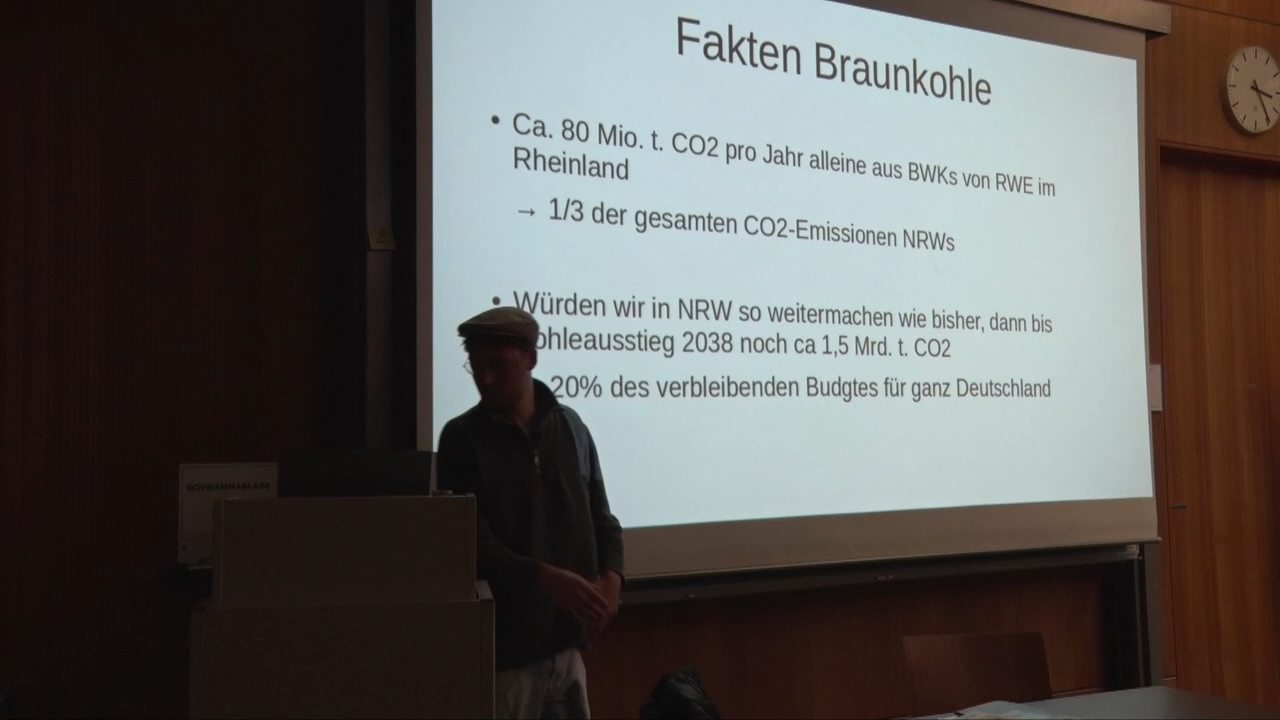 Fakten Braunkohle
• Ca. 80 Mio. t. CO2 pro Jahr alleine aus BWKs von RWE im
Rheinland
→ 1/3 der gesamten CO2-Emissionen NRWs
• Würden wir in NRW so weitermachen wie bisher, dann bis
ohleausstieg 2038 noch ca 1,5 Mrd. t. CO2
20% des verbleibenden Budgtes für ganz Deutschland
SCHWAMMABLAGE